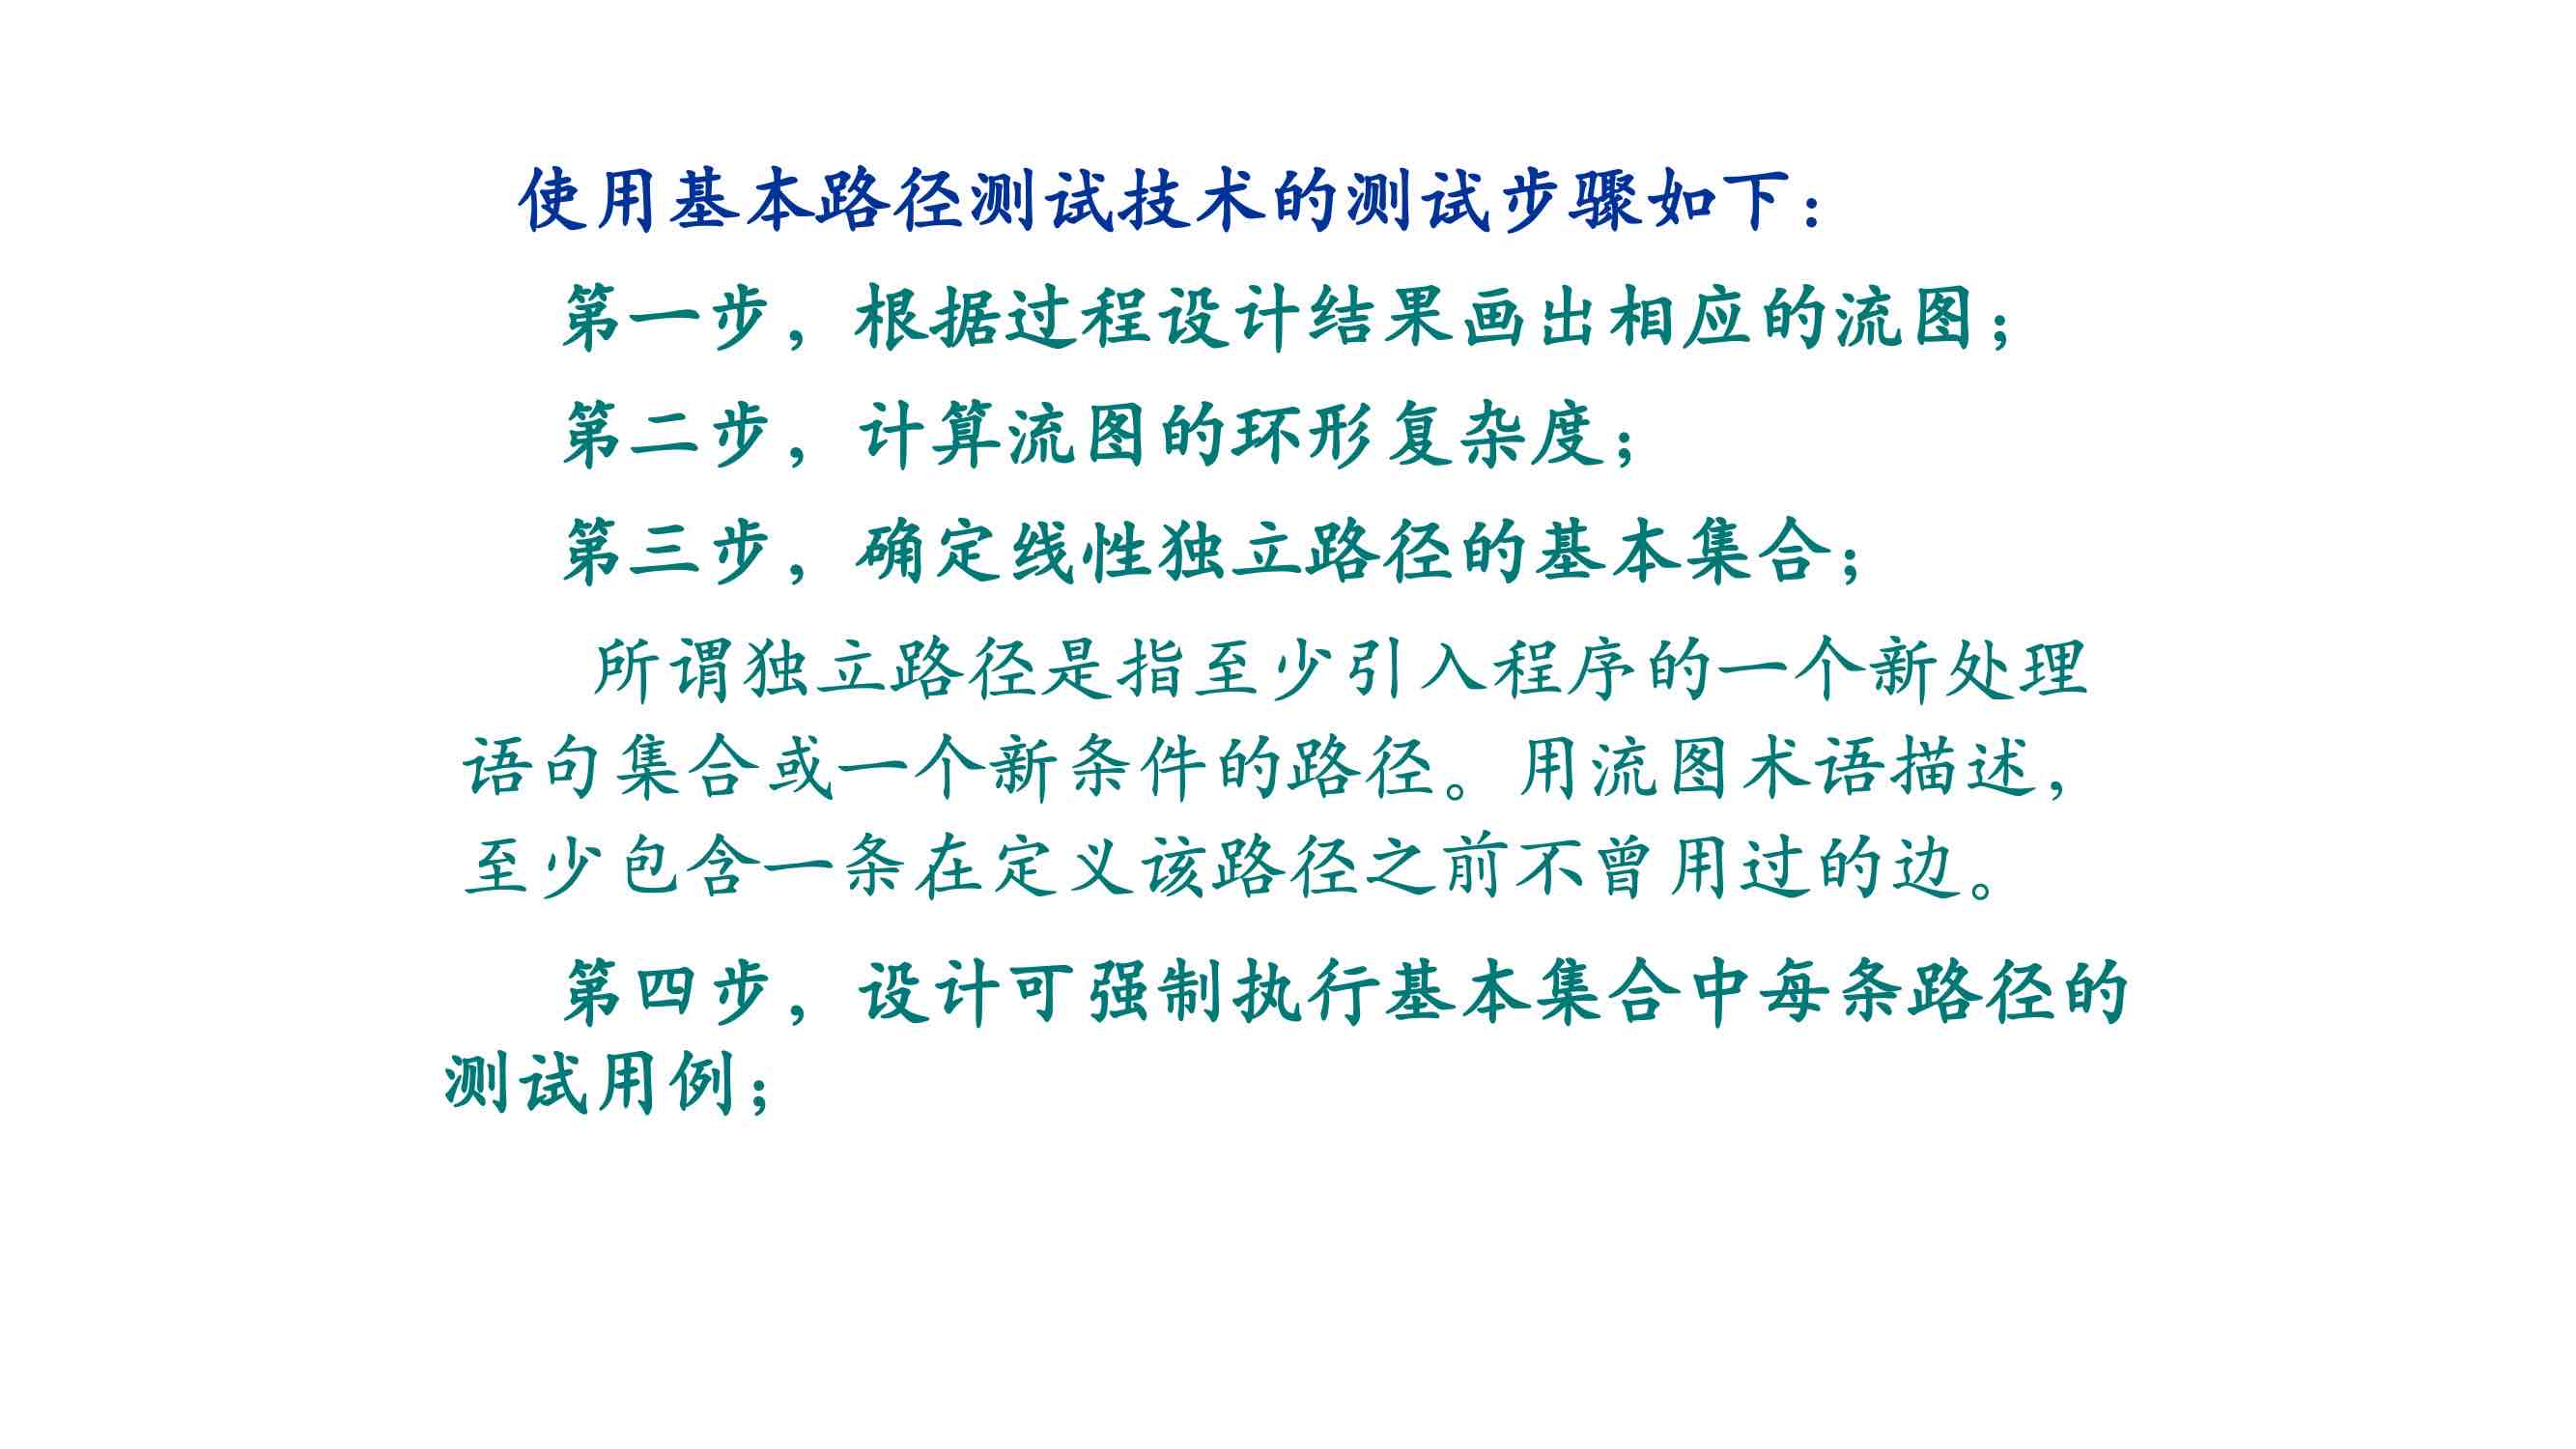 使用基本路径测试技术的测试步骤如下：
第一步，根据过程设计结果画出相应的流图；
第二步，计算流图的环形复杂度；
第三步，确定线性独立路径的基本集合；
所谓独立路径是指至少引入程序的一个新处理
语句集合或一个新条件的路径。用流图术语描述，
至少包含一条在定义该路径之前不曾用过的边。
第四步，设计可强制执行基本集合中每条路径的
测试用例；